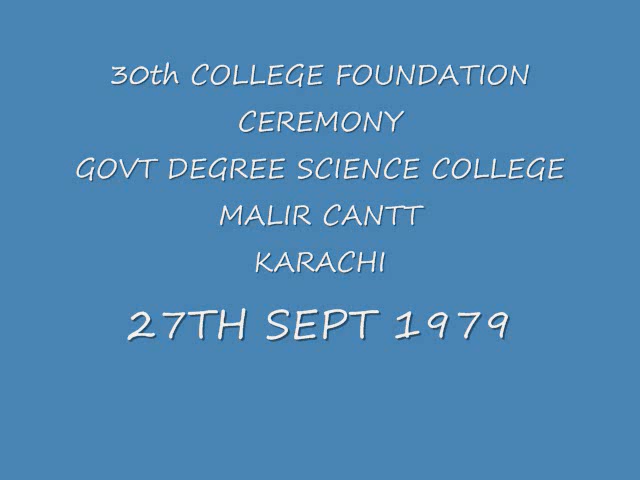 30th COLLEGE FOUNDATION
CEREMONY
GOVT DEGREE SCIENCE COLLEGE
MALIR CANTT
KARACHI
27TH SEPT 1979